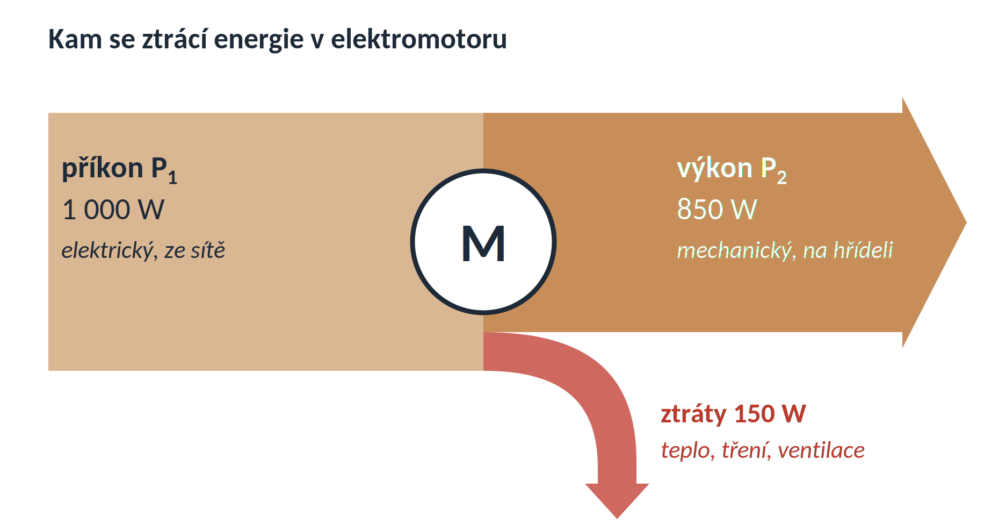 Kam se ztrácí energie v elektromotoru
příkon P₁
1 000 W
elektrický, ze sítě
M
výkon P₂
850 W
mechanický, na hřídeli
ztráty 150 W
teplo, tření, ventilace